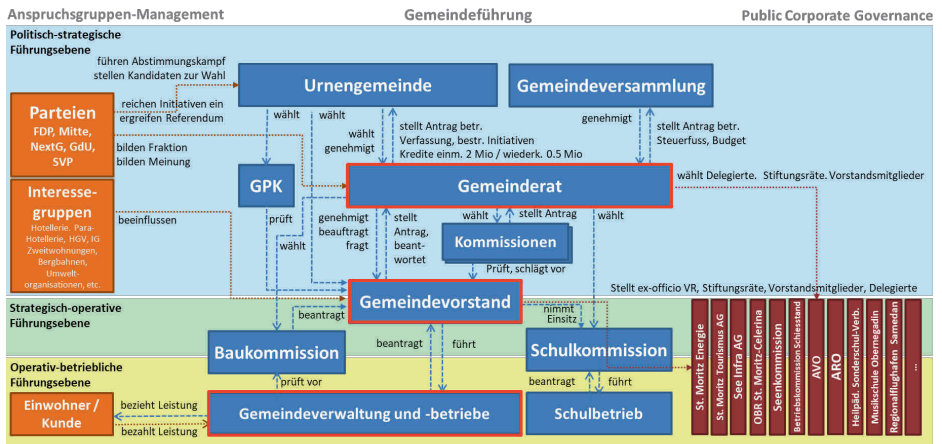 Anspruchsgruppen-Management
Gemeindeführung
Public Corporate Governance
Politisch-strategische
Führungsebene
führen Abstimmungskampf
stellen Kandidaten zur Wahl
Urnengemeinde
Gemeindeversammlung
Parteien
FDP, Mitte,
NextG, GdU,
SVP
reichen Initiativen ein
ergreifen Referendum
wählt
wählt
wählt
genehmigt
stellt Antrag betr.
Verfassung, bestr. Initiativen
Kredite einm. 2 Mio / wiederk. 0.5 Mio
genehmigt
stellt Antrag betr.
Steuerfuss, Budget
bilden Fraktion
bilden Meinung
GPK
Gemeinderat
wählt Delegierte. Stiftungsräte. Vorstandsmitglieder
Interesse-
gruppen
Hotellerie. Para-
Hotellerie, HGV, IG
Zweitwohnungen,
Bergbahnen,
Umwelt-
organisationen, etc.
beeinflussen
prüft
wählt
genehmigt
beauftragt
fragt
stellt
Antrag,
beant-
wortet
wählt
stellt Antrag
wählt
Kommissionen
Prüft, schlägt vor
Gemeindevorstand
Stellt ex-officio VR, Stiftungsräte, Vorstandsmitglieder, Delegierte
Strategisch-operative
Führungsebene
beantragt
nimmt
Einsitz
Baukommission
beantragt
führt
Schulkommission
St. Moritz Energie
St. Moritz Tourismus AG
See Infra AG
OBR St. Moritz-Celerina
Seenkommission
Betriebskommission Schiesstand
AVO
ARO
Heilpäd. Sonderschul-Verb.
Musikschule Oberengadin
Regionalflughafen Samedan
...
Operativ-betriebliche
Führungsebene
prüft vor
beantragt
führt
Einwohner /
Kunde
bezieht Leistung
bezahlt Leistung
Gemeindeverwaltung und -betriebe
Schulbetrieb